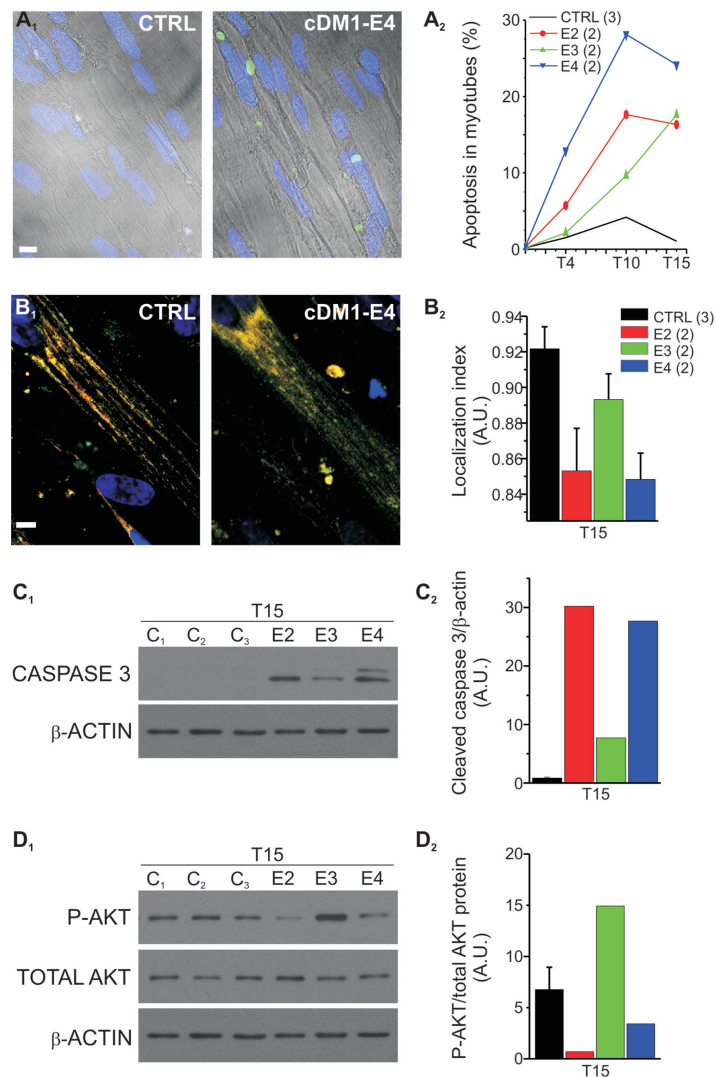 A₁ CTRL cDM1-E4
A₂
CTRL (3)
E2 (2)
E3 (2)
E4 (2)
Apoptosis in myotubes (%)
30
25
20
15
10
5
0
T4 T10 T15
B₁ CTRL cDM1-E4
B₂
CTRL (3)
E2 (2)
E3 (2)
E4 (2)
Localization index
(A.U.)
0.94
0.92
0.90
0.88
0.86
0.84
T15
C₁
T15
C₁ C₂ C₃ E2 E3 E4
CASPASE 3
β-ACTIN
C₂
Cleaved caspase 3/β-actin
(A.U.)
30
20
10
0
T15
D₁
T15
C₁ C₂ C₃ E2 E3 E4
P-AKT
TOTAL AKT
β-ACTIN
D₂
P-AKT/total AKT protein
(A.U.)
20
15
10
5
0
T15